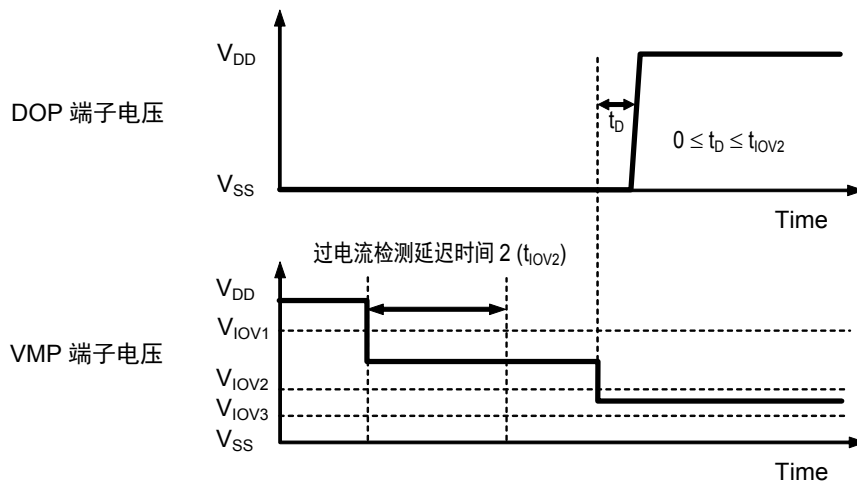 V_DD
DOP 端子电压
t_D
0 ≤ t_D ≤ t_IOV2
V_SS
Time
过电流检测延迟时间 2 (t_IOV2)
V_DD
V_IOV1
VMP 端子电压
V_IOV2
V_IOV3
V_SS
Time